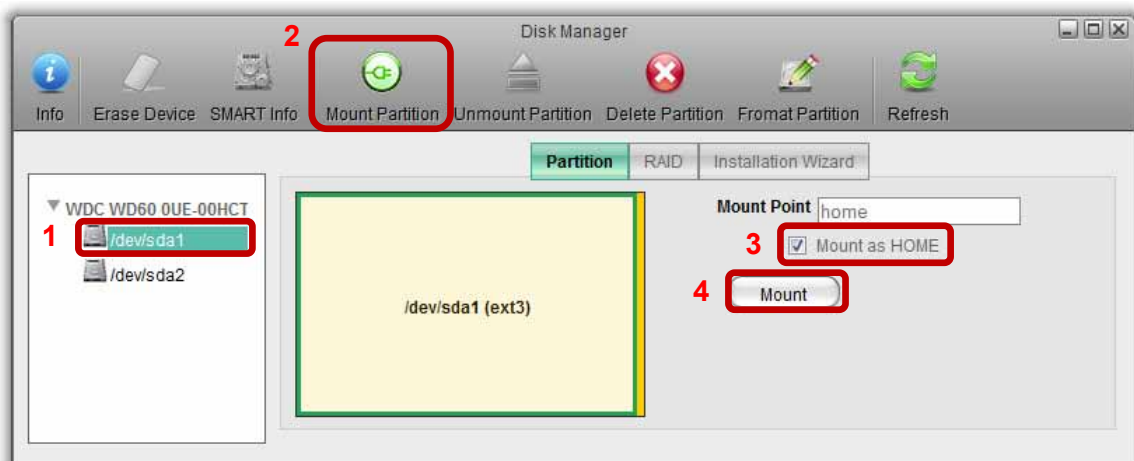 Disk Manager
2
Info Erase Device SMART Info Mount Partition Unmount Partition Delete Partition Fromat Partition Refresh
Partition RAID Installation Wizard
WDC WD60 0UE-00HCT
Mount Point home
1 /dev/sda1
3 Mount as HOME
/dev/sda2
4 Mount
/dev/sda1 (ext3)